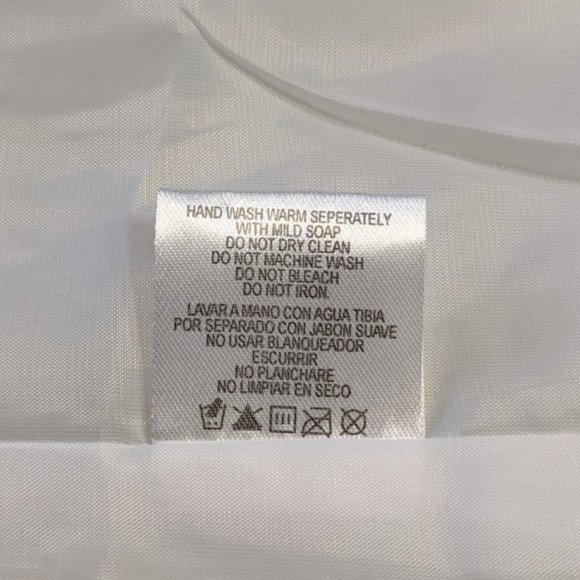 HAND WASH WARM SEPERATELY
WITH MILD SOAP
DO NOT DRY CLEAN
DO NOT MACHINE WASH
DO NOT BLEACH
DO NOT IRON.
LAVAR A MANO CON AGUA TIBIA
POR SEPARADO CON JABON SUAVE
NO USAR BLANQUEADOR
ESCURRIR
NO PLANCHARE
NO LIMPIAR EN SECO